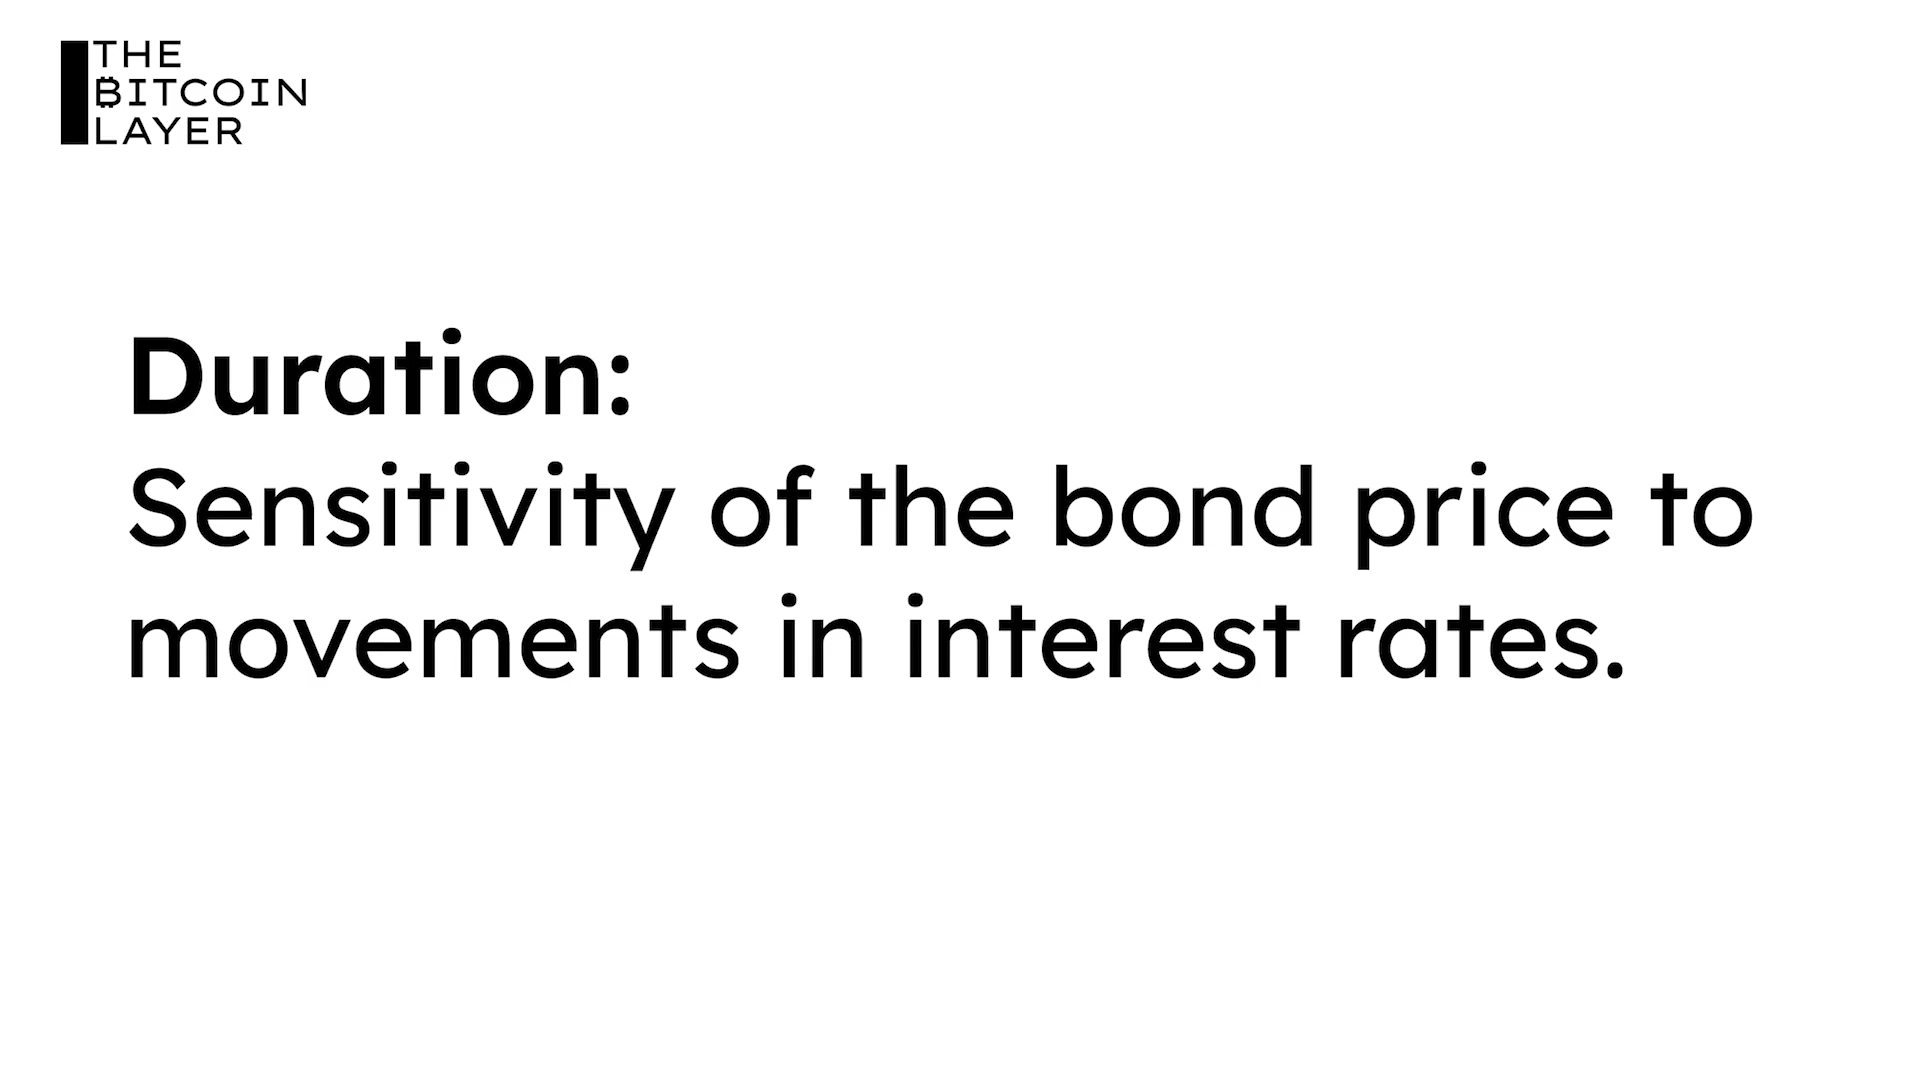 THE
BITCOIN
LAYER
Duration:
Sensitivity of the bond price to
movements in interest rates.